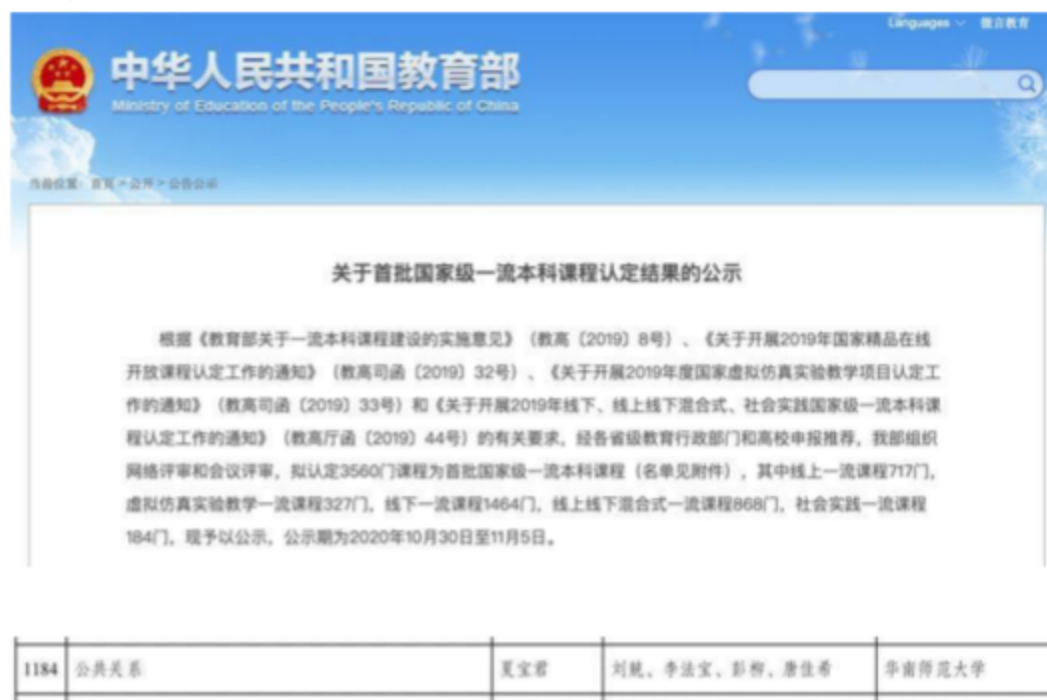 Languages 微言教育
中华人民共和国教育部
Ministry of Education of the People's Republic of China
当前位置: 首页 > 公开 > 公告公示
关于首批国家级一流本科课程认定结果的公示
根据《教育部关于一流本科课程建设的实施意见》（教高〔2019〕8号）、《关于开展2019年国家精品在线
开放课程认定工作的通知》（教高司函〔2019〕32号）、《关于开展2019年度国家虚拟仿真实验教学项目认定工
作的通知》（教高司函〔2019〕33号）和《关于开展2019年线下、线上线下混合式、社会实践国家级一流本科课
程认定工作的通知》（教高厅函〔2019〕44号）的有关要求，经各省级教育行政部门和高校申报推荐，我部组织
网络评审和会议评审，拟认定3560门课程为首批国家级一流本科课程（名单见附件），其中线上一流课程717门，
虚拟仿真实验教学一流课程327门，线下一流课程1464门，线上线下混合式一流课程868门，社会实践一流课程
184门，现予以公示，公示期为2020年10月30日至11月5日。
1184 公共关系 夏宝君 李法宝、彭柳、唐佳希 华南师范大学